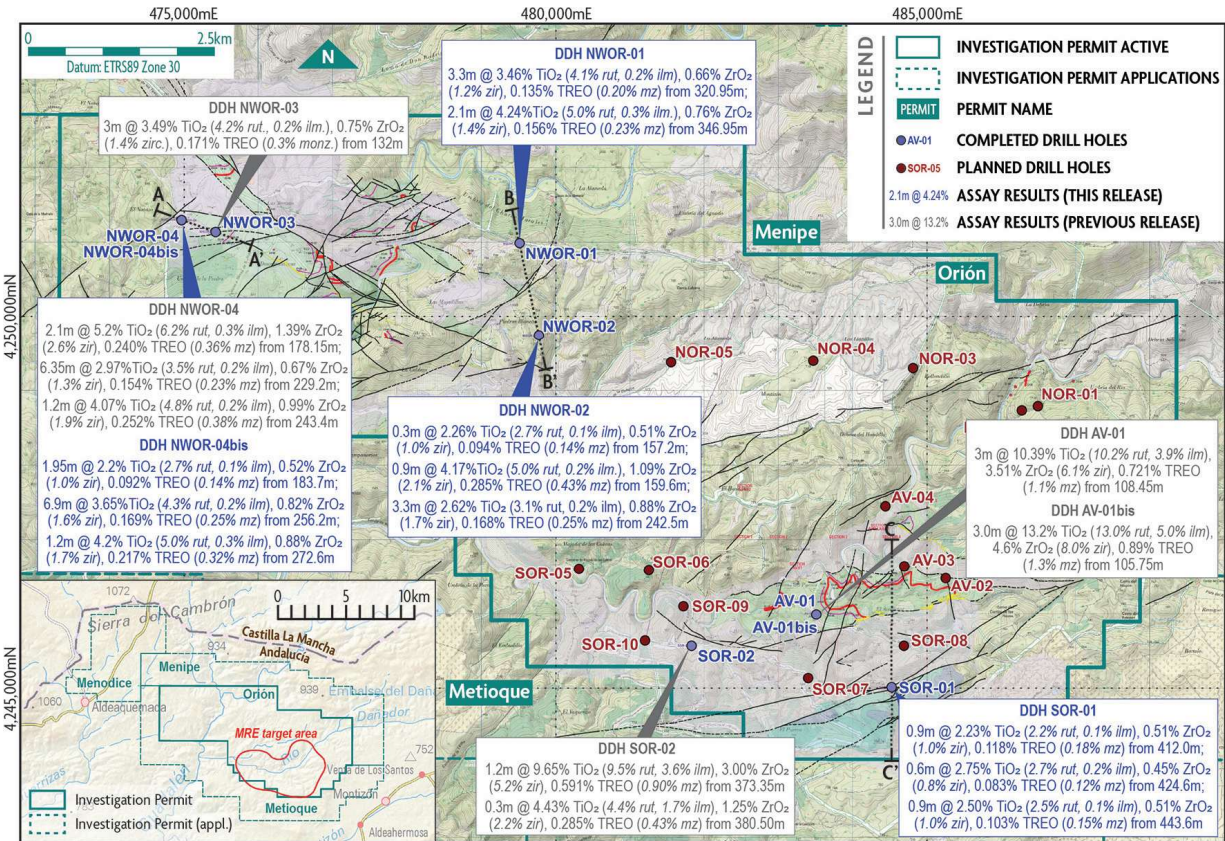 475,000mE
480,000mE
485,000mE
0
2.5km
Datum: ETRS89 Zone 30
N
LEGEND
INVESTIGATION PERMIT ACTIVE
INVESTIGATION PERMIT APPLICATIONS
PERMIT
PERMIT NAME
AV-01
COMPLETED DRILL HOLES
SOR-05
PLANNED DRILL HOLES
2.1m @ 4.24%
ASSAY RESULTS (THIS RELEASE)
3.0m @ 13.2%
ASSAY RESULTS (PREVIOUS RELEASE)
DDH NWOR-03
3m @ 3.49% TiO₂ (4.2% rut., 0.2% ilm.), 0.75% ZrO₂
(1.4% zirc.), 0.171% TREO (0.3% monz.) from 132m
DDH NWOR-01
3.3m @ 3.46% TiO₂ (4.1% rut, 0.2% ilm), 0.66% ZrO₂
(1.2% zir), 0.135% TREO (0.20% mz) from 320.95m;
2.1m @ 4.24%TiO₂ (5.0% rut, 0.3% ilm.), 0.76% ZrO₂
(1.4% zir), 0.156% TREO (0.23% mz) from 346.95m
A
NWOR-04
NWOR-04bis
NWOR-03
A'
B
NWOR-01
NWOR-02
B'
Menipe
Orión
4,250,000mN
NOR-05
NOR-04
NOR-03
NOR-01
DDH NWOR-04
2.1m @ 5.2% TiO₂ (6.2% rut, 0.3% ilm), 1.39% ZrO₂
(2.6% zir), 0.240% TREO (0.36% mz) from 178.15m;
6.35m @ 2.97% TiO₂ (3.5% rut, 0.2% ilm), 0.67% ZrO₂
(1.3% zir), 0.154% TREO (0.23% mz) from 229.2m;
1.2m @ 4.07% TiO₂ (4.8% rut, 0.2% ilm), 0.99% ZrO₂
(1.9% zir), 0.252% TREO (0.38% mz) from 243.4m
DDH NWOR-04bis
1.95m @ 2.2% TiO₂ (2.7% rut, 0.1% ilm), 0.52% ZrO₂
(1.0% zir), 0.092% TREO (0.14% mz) from 183.7m;
6.9m @ 3.65% TiO₂ (4.3% rut, 0.2% ilm), 0.82% ZrO₂
(1.6% zir), 0.169% TREO (0.25% mz) from 256.2m;
1.2m @ 4.2% TiO₂ (5.0% rut, 0.3% ilm), 0.88% ZrO₂
(1.7% zir), 0.217% TREO (0.32% mz) from 272.6m
DDH NWOR-02
0.3m @ 2.26% TiO₂ (2.7% rut, 0.1% ilm), 0.51% ZrO₂
(1.0% zir), 0.094% TREO (0.14% mz) from 157.2m;
0.9m @ 4.17%TiO₂ (5.0% rut, 0.2% ilm.), 1.09% ZrO₂
(2.1% zir), 0.285% TREO (0.43% mz) from 159.6m;
3.3m @ 2.62% TiO₂ (3.1% rut, 0.2% ilm), 0.88% ZrO₂
(1.7% zir), 0.168% TREO (0.25% mz) from 242.5m
DDH AV-01
3m @ 10.39% TiO₂ (10.2% rut, 3.9% ilm),
3.51% ZrO₂ (6.1% zir), 0.721% TREO
(1.1% mz) from 108.45m
DDH AV-01bis
3.0m @ 13.2% TiO₂ (13.0% rut, 5.0% ilm),
4.6% ZrO₂ (8.0% zir), 0.89% TREO
(1.3% mz) from 105.75m
AV-04
C
AV-03
AV-02
SOR-05
SOR-06
SOR-09
AV-01
AV-01bis
SOR-10
SOR-02
SOR-08
SOR-07
SOR-01
C'
Metioque
4,245,000mN
DDH SOR-02
1.2m @ 9.65% TiO₂ (9.5% rut, 3.6% ilm), 3.00% ZrO₂
(5.2% zir), 0.591% TREO (0.90% mz) from 373.35m
0.3m @ 4.43% TiO₂ (4.4% rut, 1.7% ilm), 1.25% ZrO₂
(2.2% zir), 0.285% TREO (0.43% mz) from 380.50m
DDH SOR-01
0.9m @ 2.23% TiO₂ (2.2% rut, 0.1% ilm), 0.51% ZrO₂
(1.0% zir), 0.118% TREO (0.18% mz) from 412.0m;
0.6m @ 2.75% TiO₂ (2.7% rut, 0.2% ilm), 0.45% ZrO₂
(0.8% zir), 0.083% TREO (0.12% mz) from 424.6m;
0.9m @ 2.50% TiO₂ (2.5% rut, 0.1% ilm), 0.51% ZrO₂
(1.0% zir), 0.103% TREO (0.15% mz) from 443.6m
0 5 10km
1072
Sierra de Cambrón
Castilla La Mancha
Andalucía
934
Menipe
Menodice
Orión
939
Embalse del
Dañador
1060
Aldeaquemada
MRE target area
752
Venta de Los Santos
Montizón
Metioque
Aldeahermosa
Investigation Permit
Investigation Permit (appl.)